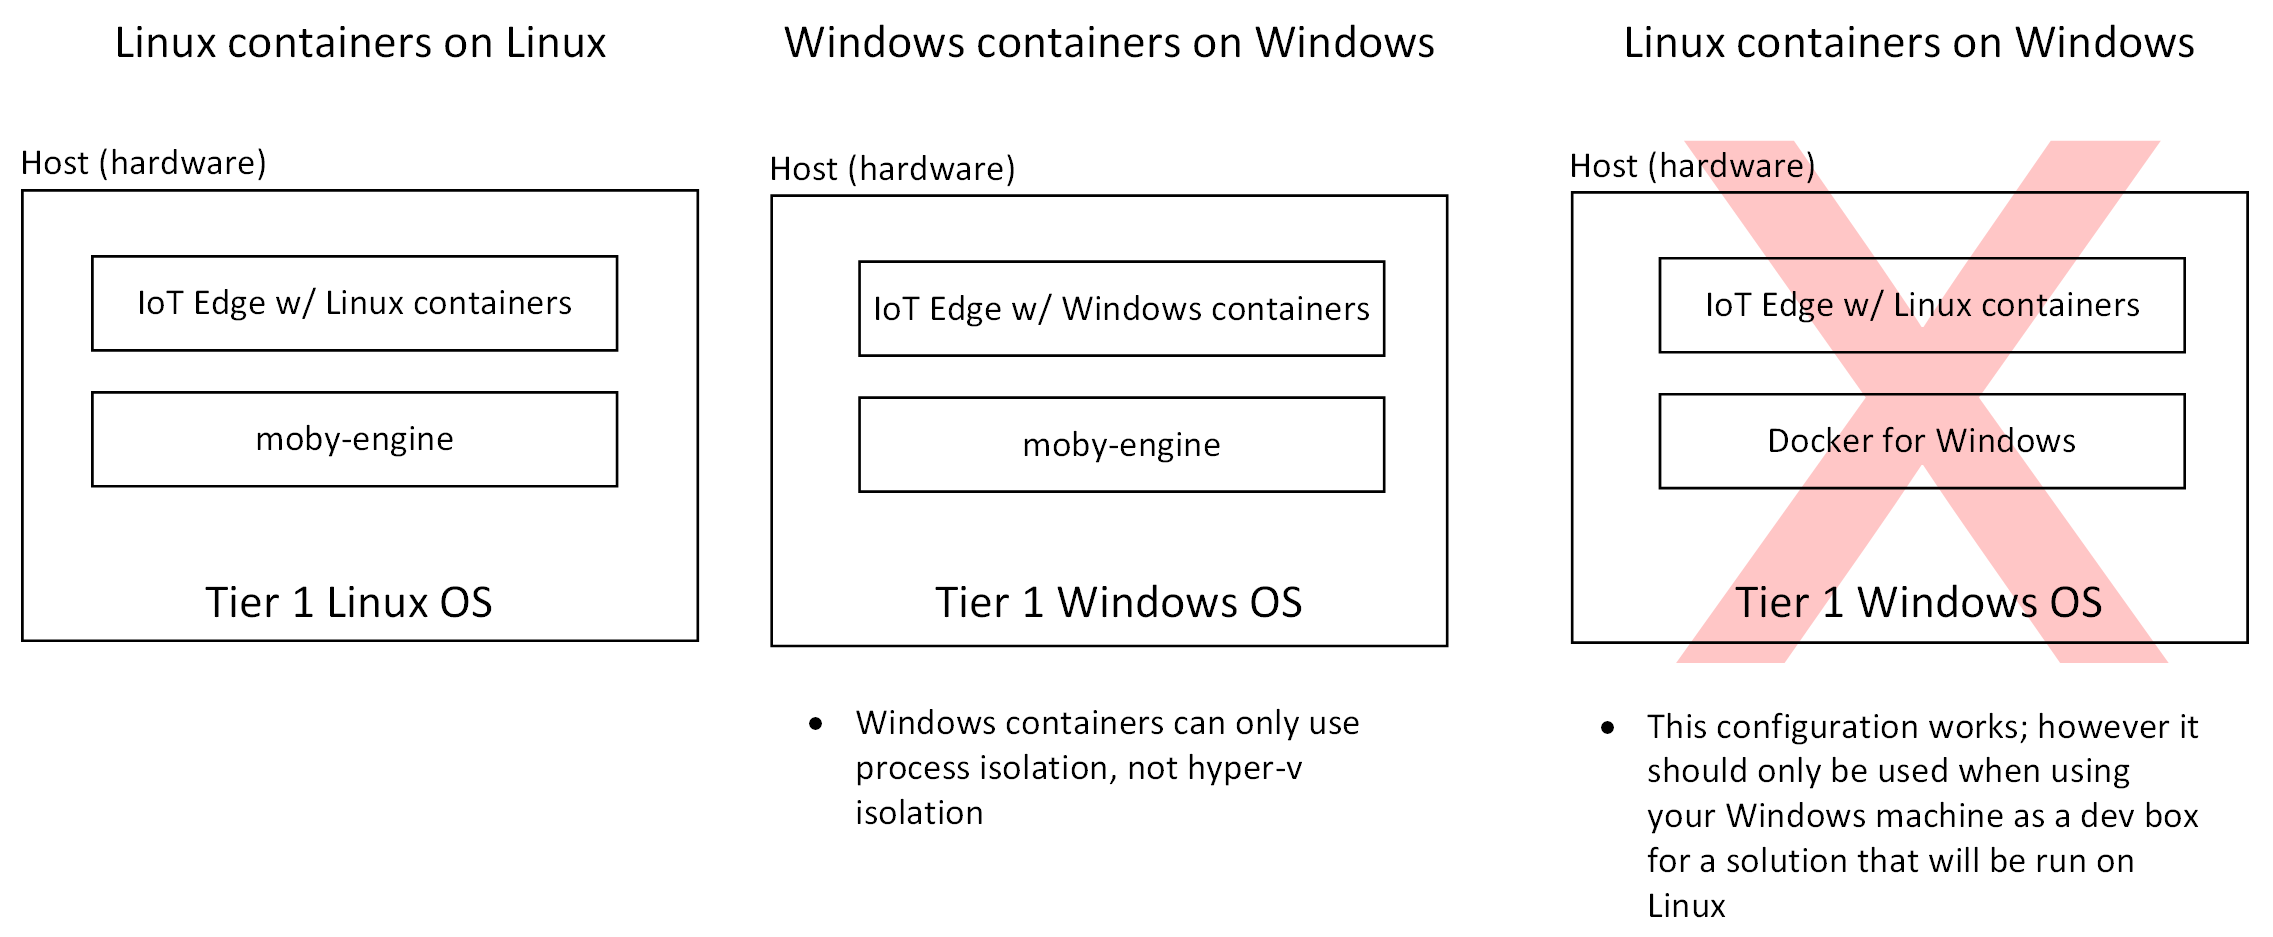 Linux containers on Linux
Host (hardware)
IoT Edge w/ Linux containers
moby-engine
Tier 1 Linux OS
Windows containers on Windows
Host (hardware)
IoT Edge w/ Windows containers
moby-engine
Tier 1 Windows OS
• Windows containers can only use
process isolation, not hyper-v
isolation
Linux containers on Windows
Host (hardware)
IoT Edge w/ Linux containers
Docker for Windows
Tier 1 Windows OS
• This configuration works; however it
should only be used when using
your Windows machine as a dev box
for a solution that will be run on
Linux